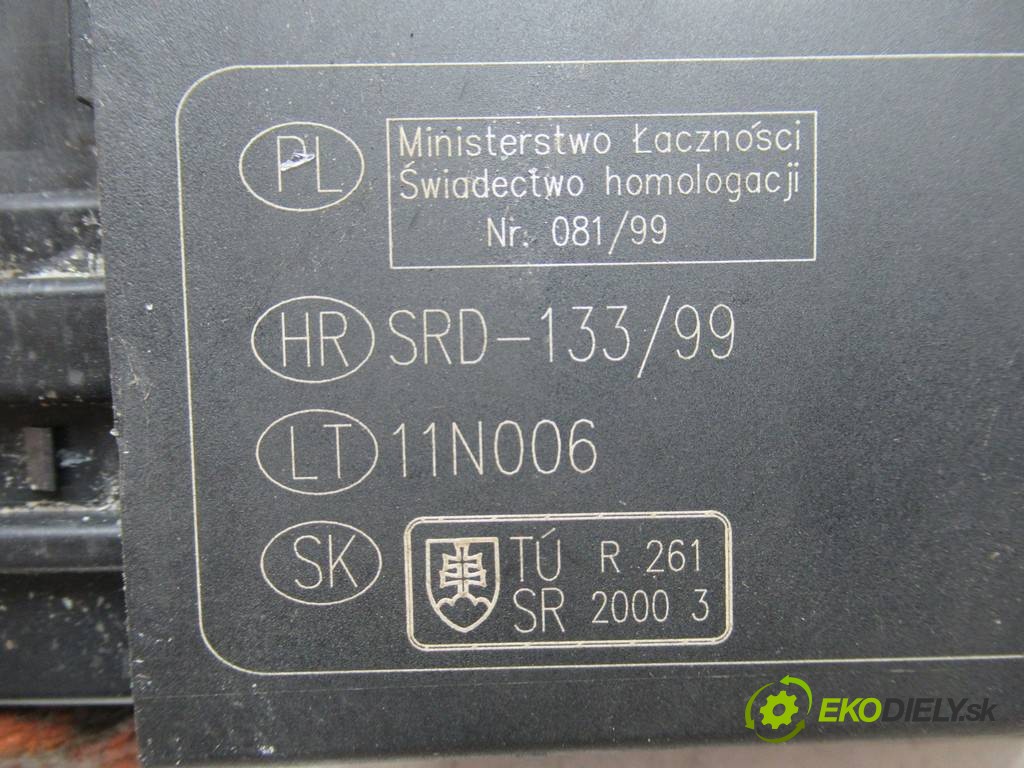 PL
Ministerstwo Łaczności
Świadectwo homologacji
Nr. 081/99
HR SRD-133/99
LT 11N006
SK
TÚ R 261
SR 2000 3
EKODIELY.sk